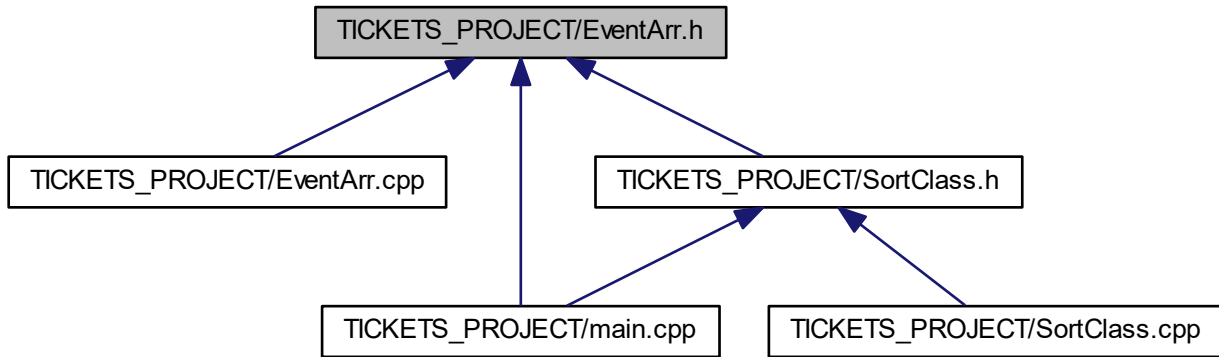 TICKETS_PROJECT/EventArr.h
TICKETS_PROJECT/EventArr.cpp
TICKETS_PROJECT/SortClass.h
TICKETS_PROJECT/main.cpp
TICKETS_PROJECT/SortClass.cpp